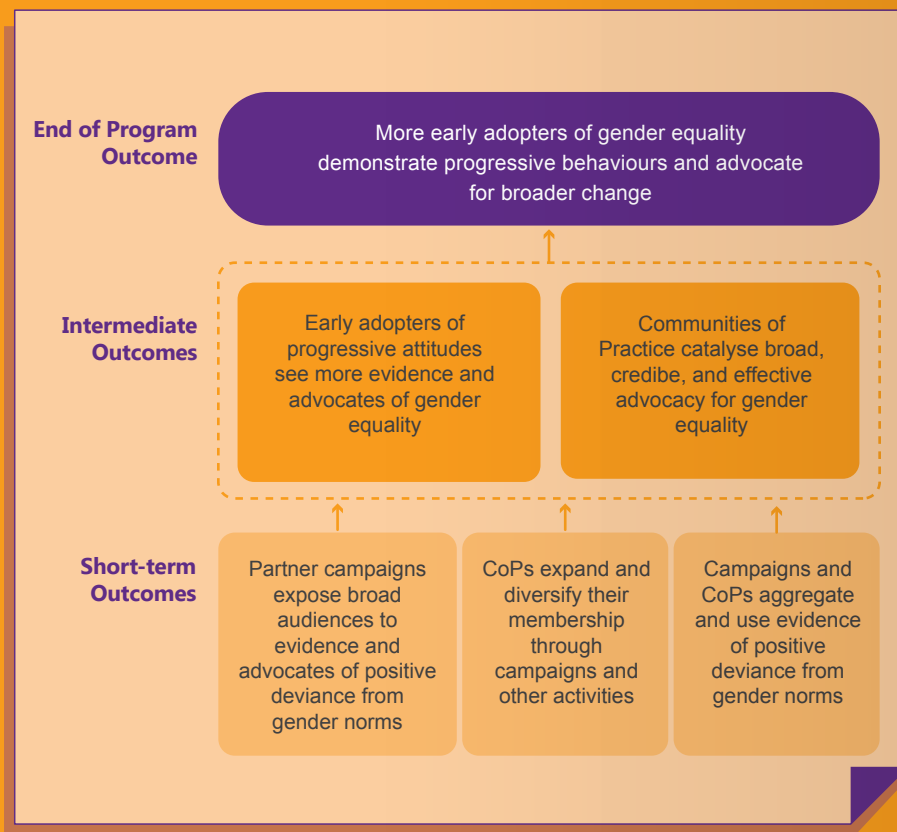 End of Program
Outcome
More early adopters of gender equality
demonstrate progressive behaviours and advocate
for broader change
Intermediate
Outcomes
Early adopters of
progressive attitudes
see more evidence and
advocates of gender
equality
Communities of
Practice catalyse broad,
credibe, and effective
advocacy for gender
equality
Short-term
Outcomes
Partner campaigns
expose broad
audiences to
evidence and
advocates of positive
deviance from
gender norms
CoPs expand and
diversify their
membership
through
campaigns and
other activities
Campaigns and
CoPs aggregate
and use evidence
of positive
deviance from
gender norms